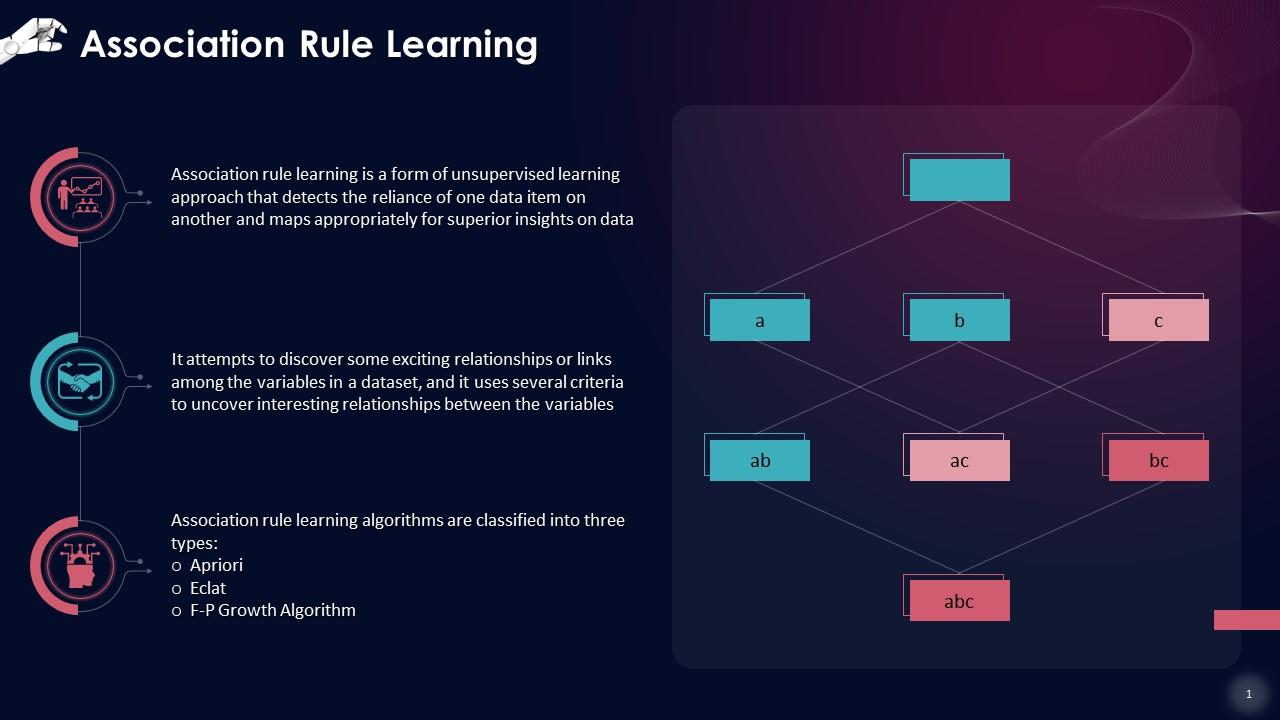 Association Rule Learning
Association rule learning is a form of unsupervised learning
approach that detects the reliance of one data item on
another and maps appropriately for superior insights on data
It attempts to discover some exciting relationships or links
among the variables in a dataset, and it uses several criteria
to uncover interesting relationships between the variables
Association rule learning algorithms are classified into three
types:
o Apriori
o Eclat
o F-P Growth Algorithm
a
b
c
ab
ac
bc
abc
1